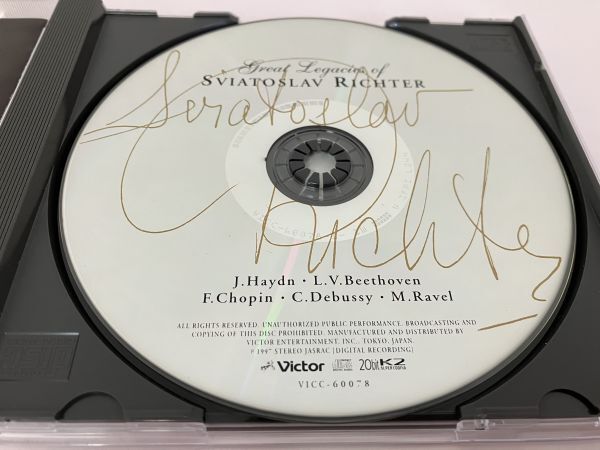 Great Legacies of
SVIATOSLAV RICHTER
Sviatoslav
Richter
J.Haydn · L.V.Beethoven
F.Chopin · C.Debussy · M.Ravel
ALL RIGHTS RESERVED. UNAUTHORIZED PUBLIC PERFORMANCE, BROADCASTING AND
COPYING OF THIS DISC PROHIBITED. MANUFACTURED AND DISTRIBUTED BY
VICTOR ENTERTAINMENT, INC., TOKYO, JAPAN.
℗ 1997 STEREO JASRAC [DIGITAL RECORDING]
Victor
20bit K2
SUPER CODING
VICC-60078